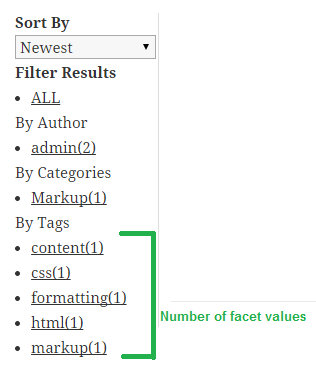 Sort By
Newest
Filter Results
ALL
By Author
admin(2)
By Categories
Markup(1)
By Tags
content(1)
css(1)
formatting(1)
html(1)
markup(1)
Number of facet values